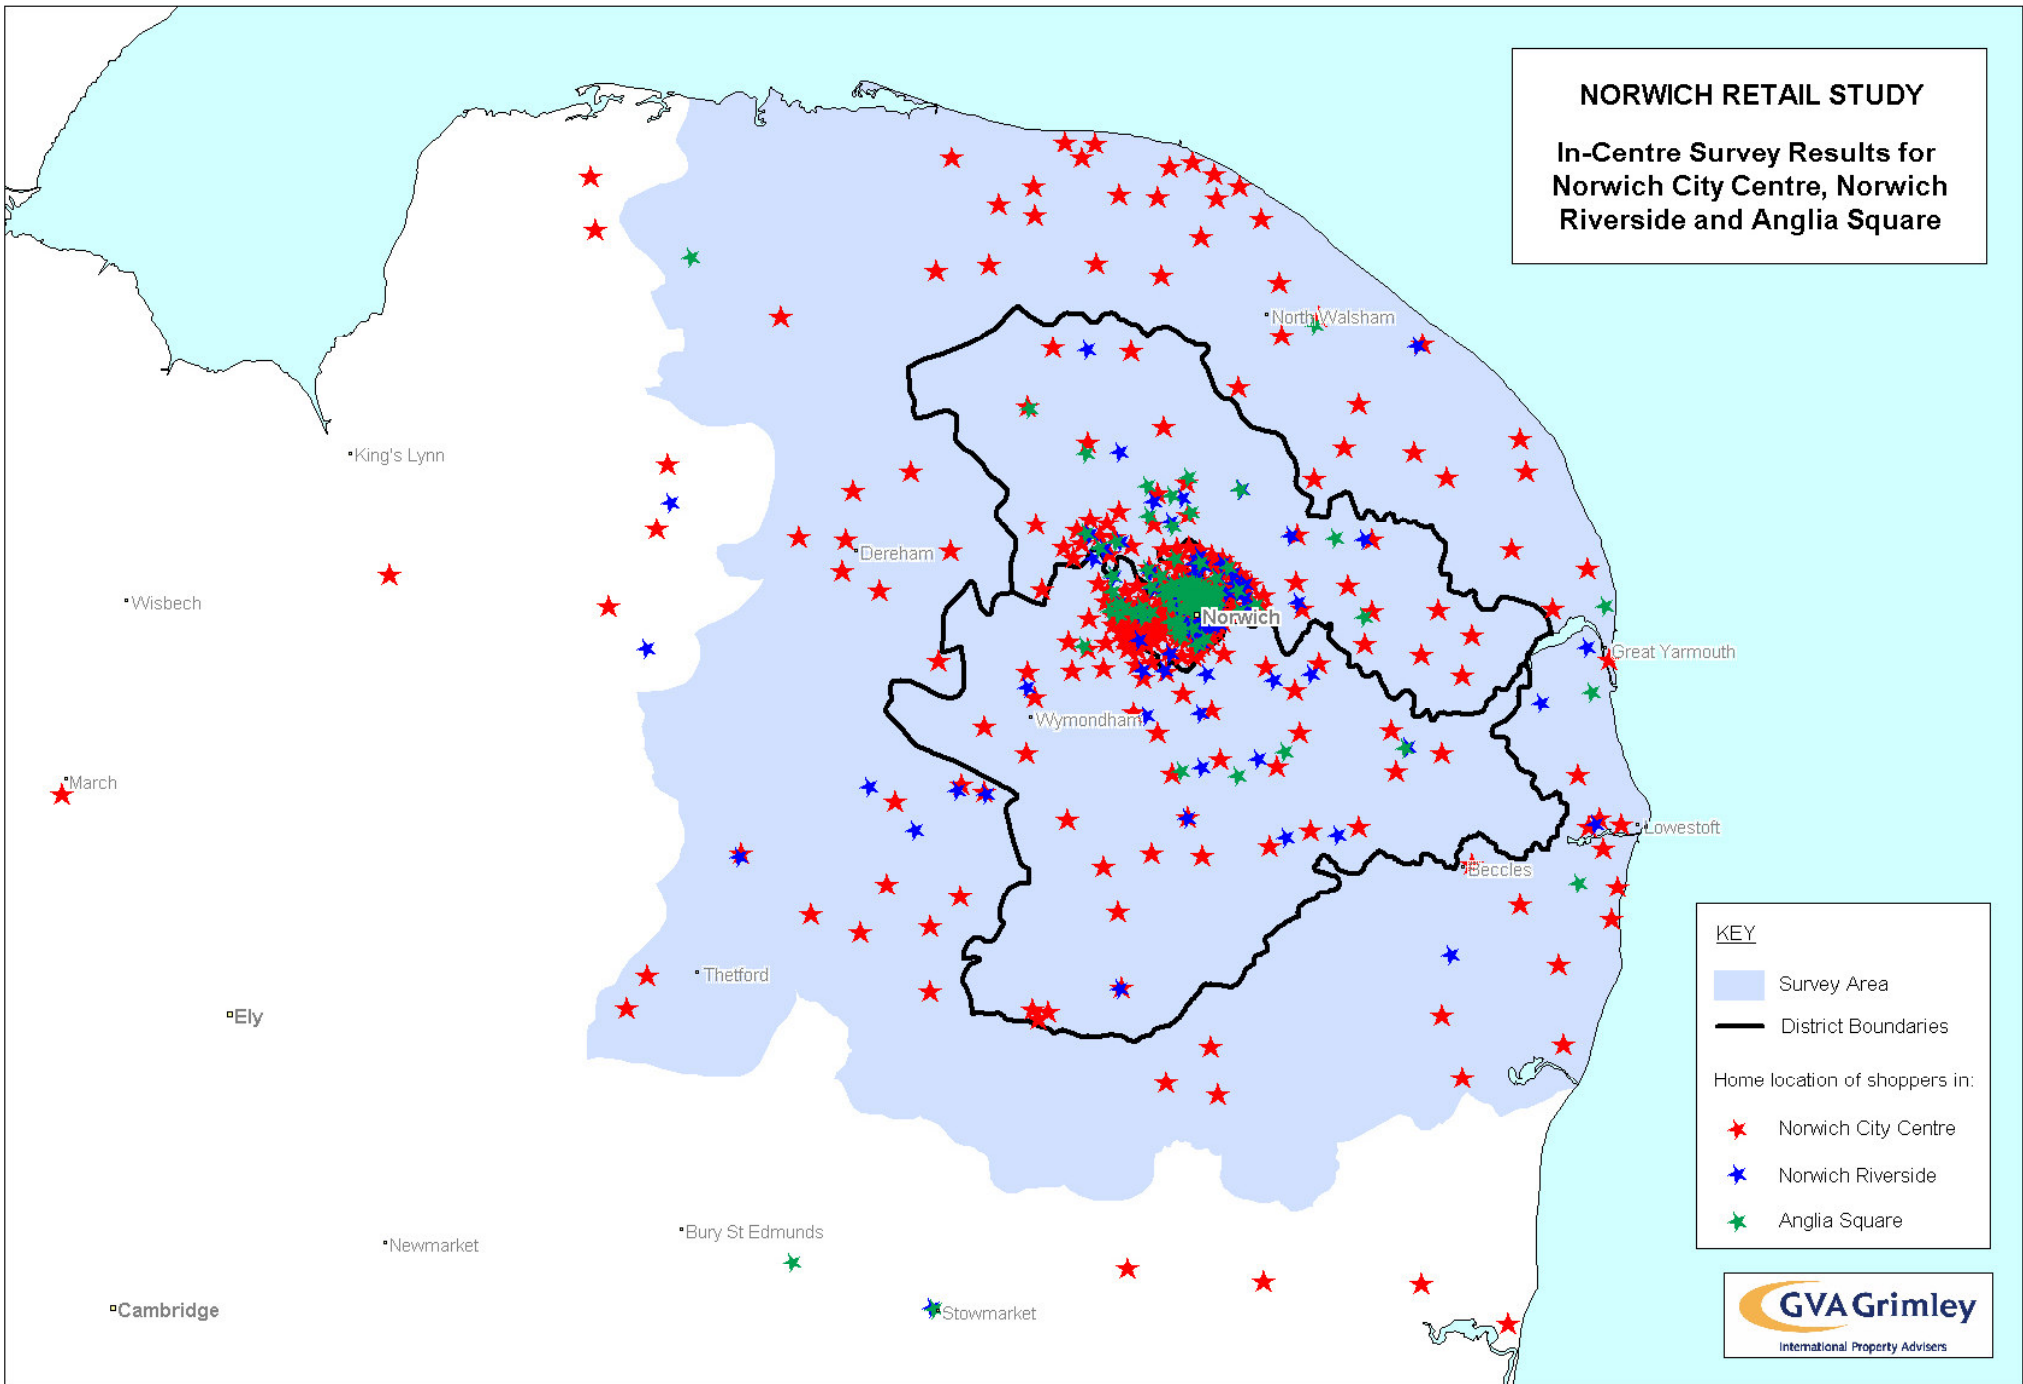 NORWICH RETAIL STUDY
In-Centre Survey Results for
Norwich City Centre, Norwich
Riverside and Anglia Square
North Walsham
King's Lynn
Dereham
Wisbech
Norwich
Great Yarmouth
Wymondham
March
Lowestoft
Beccles
Thetford
Ely
Bury St Edmunds
Newmarket
Cambridge
Stowmarket
KEY
Survey Area
District Boundaries
Home location of shoppers in:
Norwich City Centre
Norwich Riverside
Anglia Square
GVA Grimley
International Property Advisers